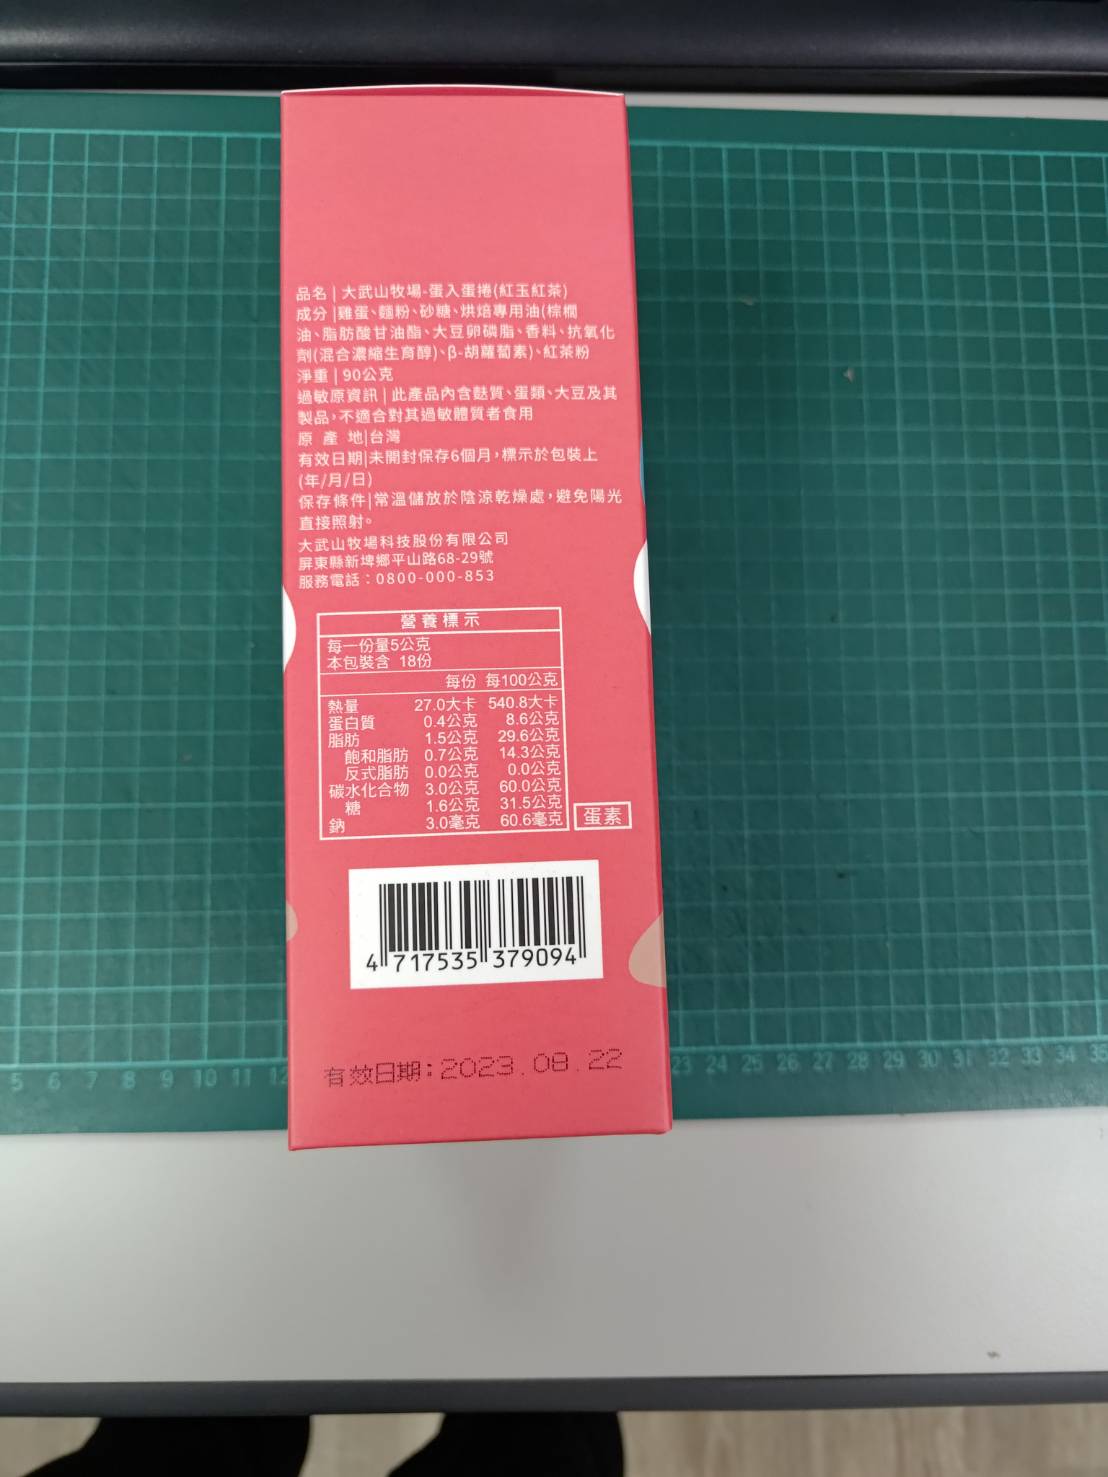 品名|大武山牧場-蛋入蛋捲(紅玉紅茶)
成分|雞蛋、麵粉、砂糖、烘焙專用油(棕櫚
油、脂肪酸甘油酯、大豆卵磷脂、香料、抗氧化
劑(混合濃縮生育醇)、β-胡蘿蔔素)、紅茶粉
淨重|90公克
過敏原資訊|此產品內含麩質、蛋類、大豆及其
製品,不適合對其過敏體質者食用
原 產 地|台灣
有效日期|未開封保存6個月,標示於包裝上
(年/月/日)
保存條件|常溫儲放於陰涼乾燥處,避免陽光
直接照射。
大武山牧場科技股份有限公司
屏東縣新埤鄉平山路68-29號
服務電話:0800-000-853
營養標示
每一份量5公克
本包裝含 18份
每份 每100公克
熱量 27.0大卡 540.8大卡
蛋白質 0.4公克 8.6公克
脂肪 1.5公克 29.6公克
飽和脂肪 0.7公克 14.3公克
反式脂肪 0.0公克 0.0公克
碳水化合物 3.0公克 60.0公克
糖 1.6公克 31.5公克
鈉 3.0毫克 60.6毫克
蛋素
4 717535 379094
有效日期:2023.08.22
5 6 7 8 9 10 11 12
23 24 25 26 27 28 29 30 31 32 33 34 35